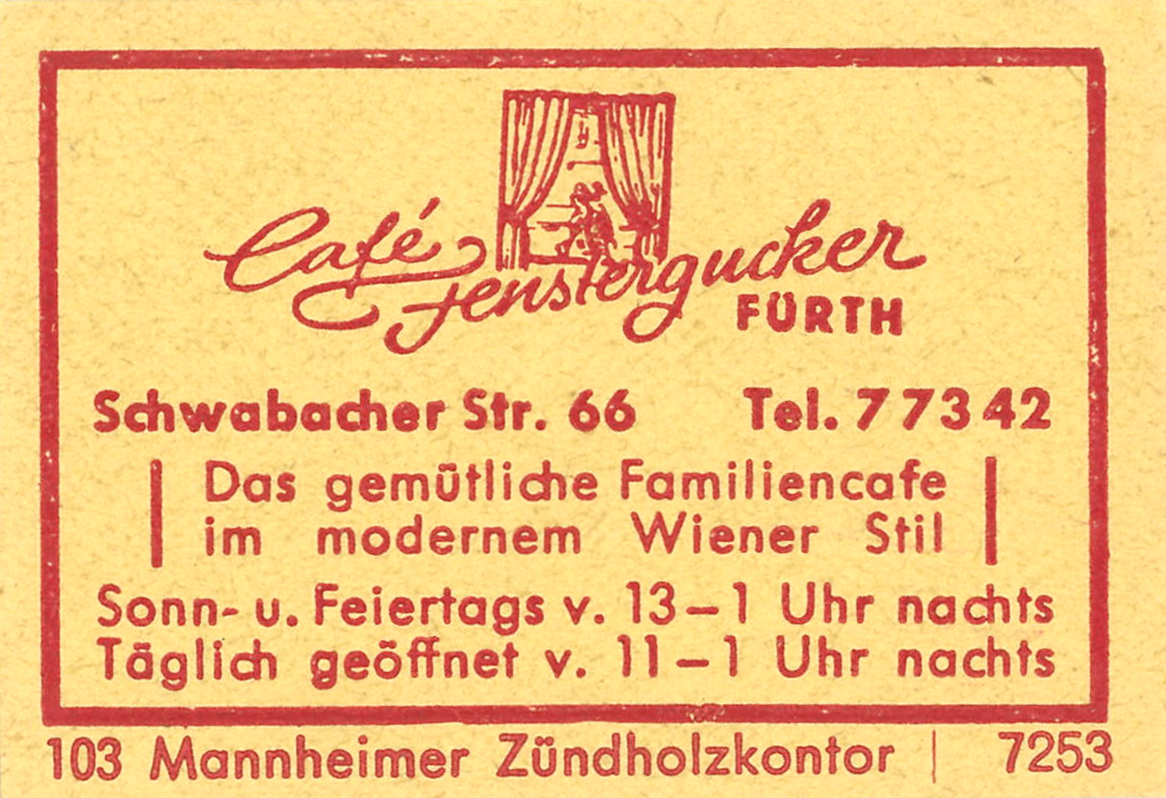 Café Fenstergucker
FÜRTH
Schwabacher Str. 66 Tel. 77342
Das gemütliche Familiencafe
im modernem Wiener Stil
Sonn- u. Feiertags v. 13–1 Uhr nachts
Täglich geöffnet v. 11–1 Uhr nachts
103 Mannheimer Zündholzkontor | 7253